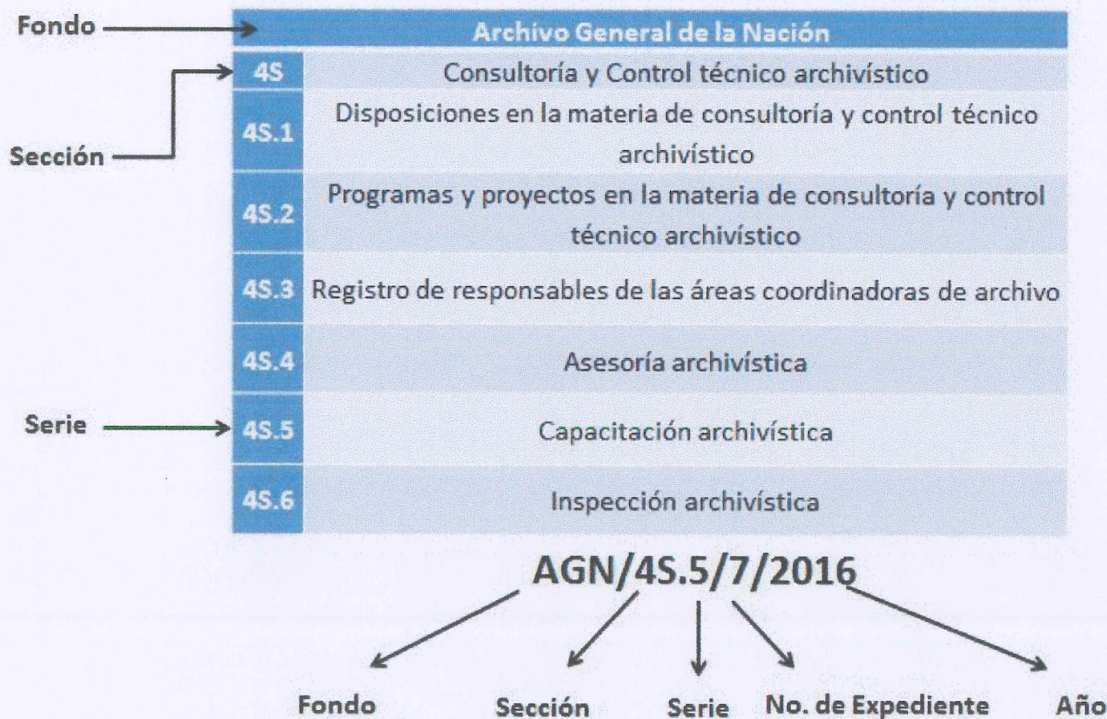 Fondo
Archivo General de la Nación
4S
Consultoría y Control técnico archivístico
Sección
4S.1
Disposiciones en la materia de consultoría y control técnico
archivístico
4S.2
Programas y proyectos en la materia de consultoría y control
técnico archivístico
4S.3
Registro de responsables de las áreas coordinadoras de archivo
4S.4
Asesoría archivística
Serie
4S.5
Capacitación archivística
4S.6
Inspección archivística
AGN/4S.5/7/2016
Fondo
Sección
Serie
No. de Expediente
Año